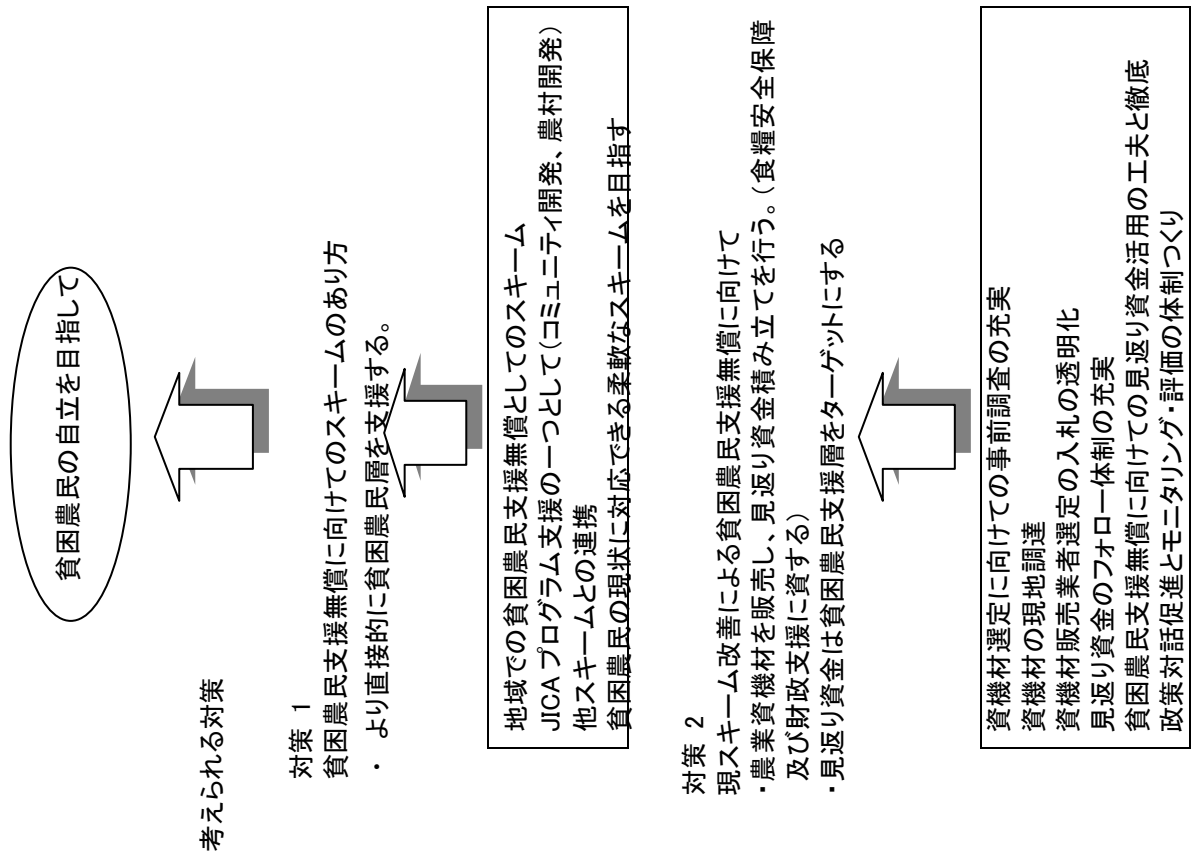 貧困農民の自立を目指して
考えられる対策
対策 1
貧困農民支援無償に向けてのスキームのあり方
・ より直接的に貧困農民層を支援する。
地域での貧困農民支援無償としてのスキーム
JICA プログラム支援の一つとして(コミュニティ開発、農村開発)
他スキームとの連携
貧困農民の現状に対応できる柔軟なスキームを目指す
対策 2
現スキーム改善による貧困農民支援無償に向けて
・農業資機材を販売し、見返り資金積み立てを行う。(食糧安全保障
及び財政支援に資する)
・見返り資金は貧困農民支援層をターゲットにする
資機材選定に向けての事前調査の充実
資機材の現地調達
資機材販売業者選定の入札の透明化
見返り資金のフォロー体制の充実
貧困農民支援無償に向けての見返り資金活用の工夫と徹底
政策対話促進とモニタリング・評価の体制つくり